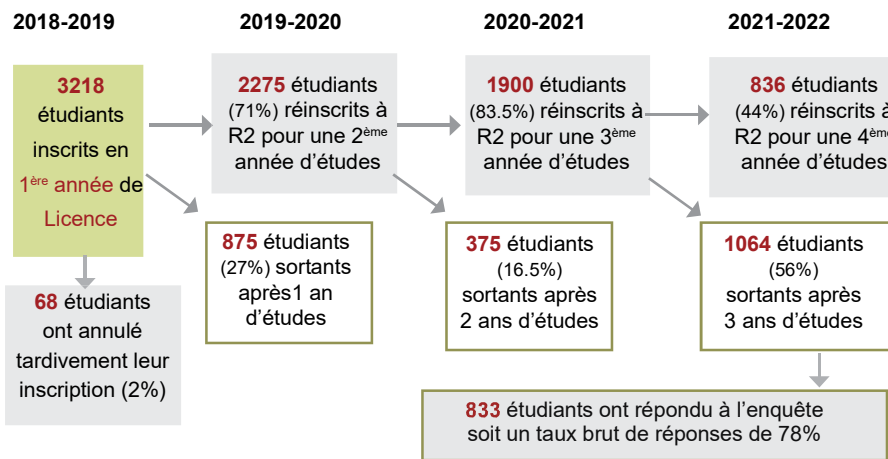 2018-2019
2019-2020
2020-2021
2021-2022
3218
étudiants
inscrits en
1ère année de
Licence
2275 étudiants
(71%) réinscrits à
R2 pour une 2ème
année d'études
1900 étudiants
(83.5%) réinscrits à
R2 pour une 3ème
année d'études
836 étudiants
(44%) réinscrits à
R2 pour une 4ème
année d'études
68 étudiants
ont annulé
tardivement leur
inscription (2%)
875 étudiants
(27%) sortants
après1 an
d'études
375 étudiants
(16.5%)
sortants après
2 ans d'études
1064 étudiants
(56%)
sortants après
3 ans d'études
833 étudiants ont répondu à l'enquête
soit un taux brut de réponses de 78%